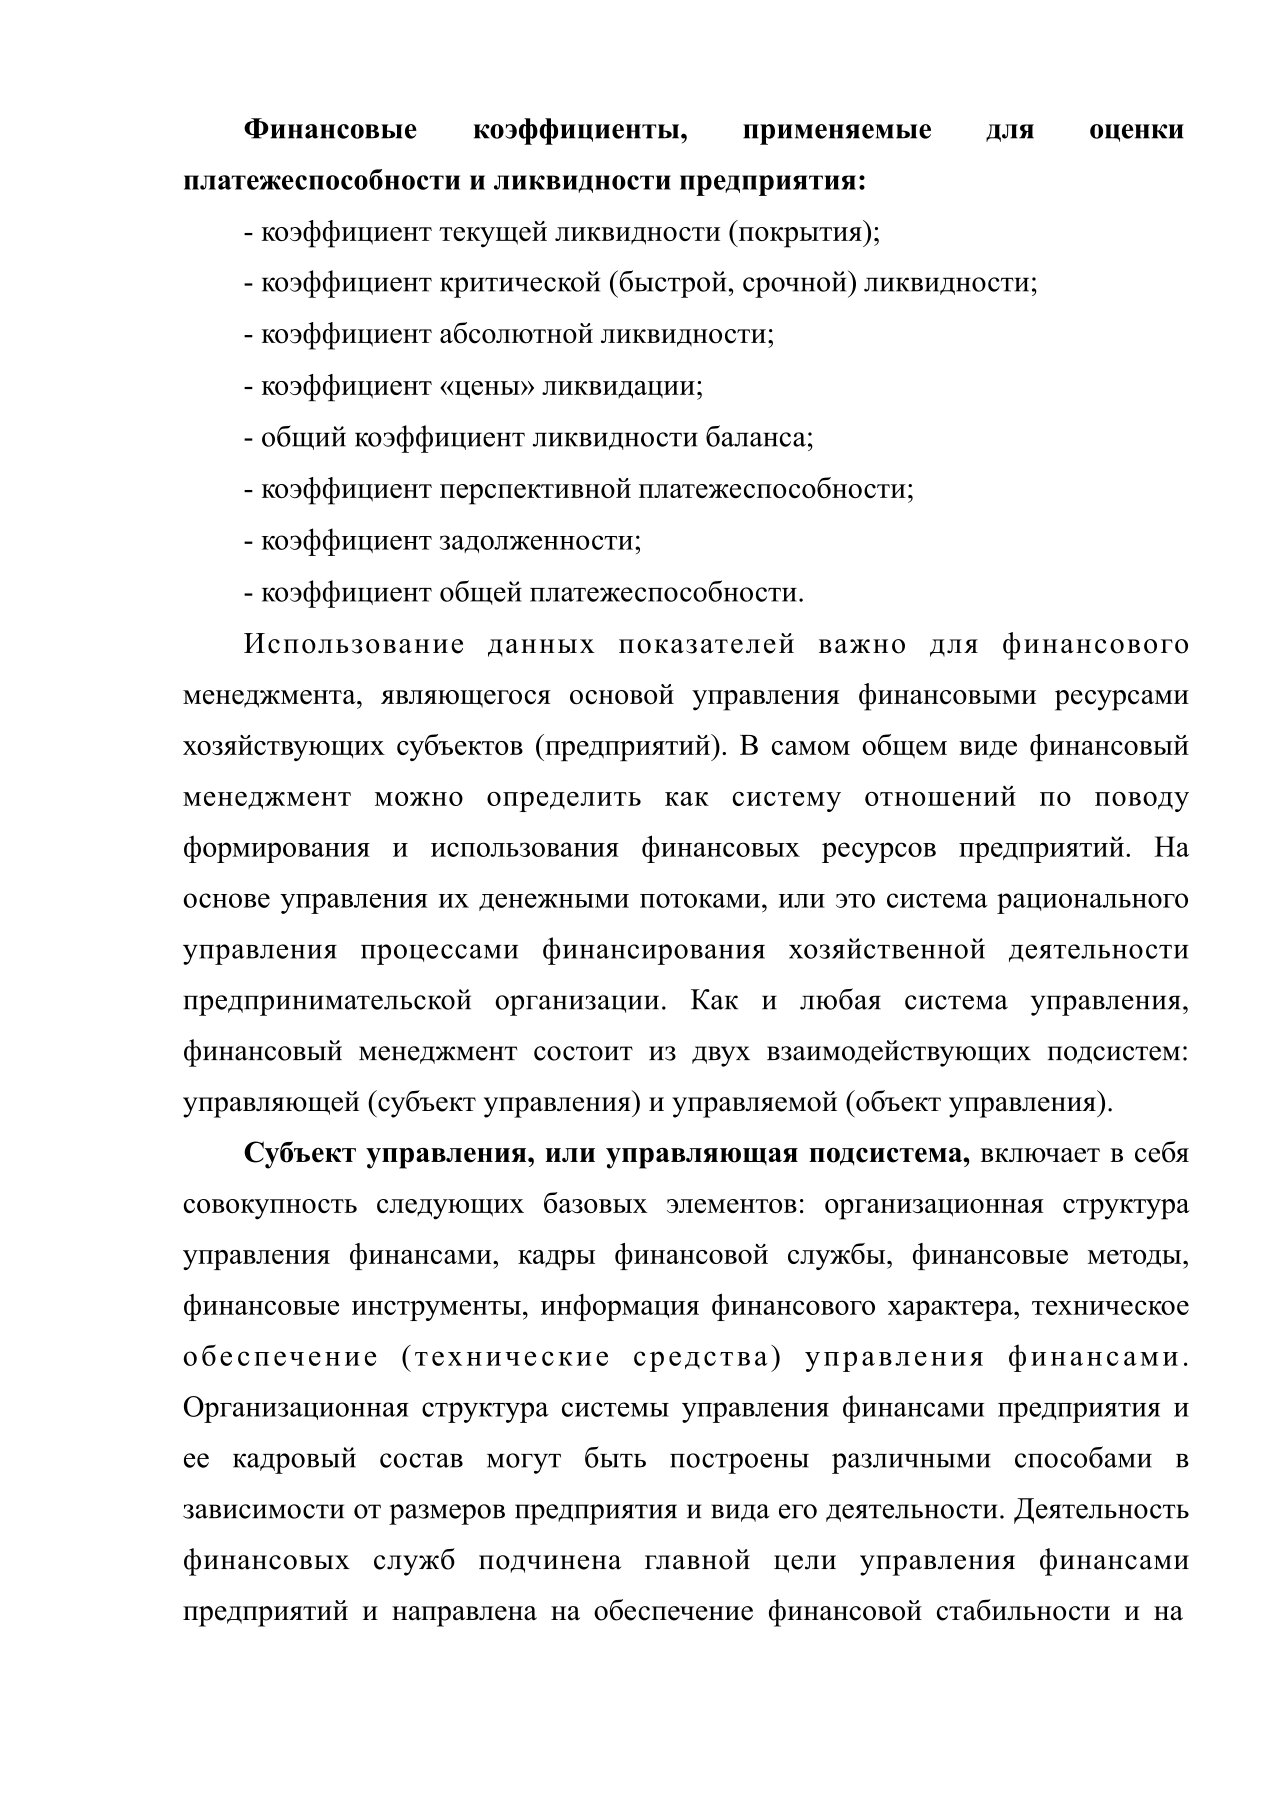 Финансовые коэффициенты, применяемые для оценки
платежеспособности и ликвидности предприятия:
- коэффициент текущей ликвидности (покрытия);
- коэффициент критической (быстрой, срочной) ликвидности;
- коэффициент абсолютной ликвидности;
- коэффициент «цены» ликвидации;
- общий коэффициент ликвидности баланса;
- коэффициент перспективной платежеспособности;
- коэффициент задолженности;
- коэффициент общей платежеспособности.
Использование данных показателей важно для финансового
менеджмента, являющегося основой управления финансовыми ресурсами
хозяйствующих субъектов (предприятий). В самом общем виде финансовый
менеджмент можно определить как систему отношений по поводу
формирования и использования финансовых ресурсов предприятий. На
основе управления их денежными потоками, или это система рационального
управления процессами финансирования хозяйственной деятельности
предпринимательской организации. Как и любая система управления,
финансовый менеджмент состоит из двух взаимодействующих подсистем:
управляющей (субъект управления) и управляемой (объект управления).
Субъект управления, или управляющая подсистема, включает в себя
совокупность следующих базовых элементов: организационная структура
управления финансами, кадры финансовой службы, финансовые методы,
финансовые инструменты, информация финансового характера, техническое
обеспечение (технические средства) управления финансами.
Организационная структура системы управления финансами предприятия и
ее кадровый состав могут быть построены различными способами в
зависимости от размеров предприятия и вида его деятельности. Деятельность
финансовых служб подчинена главной цели управления финансами
предприятий и направлена на обеспечение финансовой стабильности и на